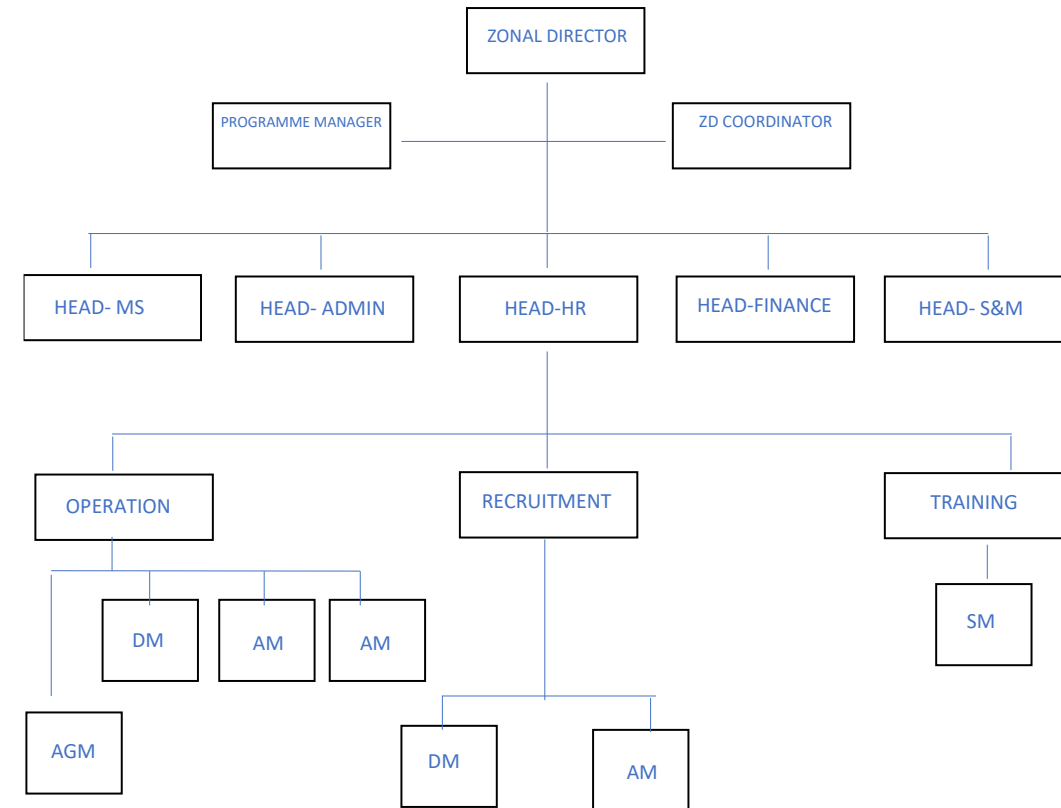 ZONAL DIRECTOR
PROGRAMME MANAGER
ZD COORDINATOR
HEAD- MS
HEAD- ADMIN
HEAD-HR
HEAD-FINANCE
HEAD- S&M
OPERATION
RECRUITMENT
TRAINING
DM
AM
AM
SM
AGM
DM
AM